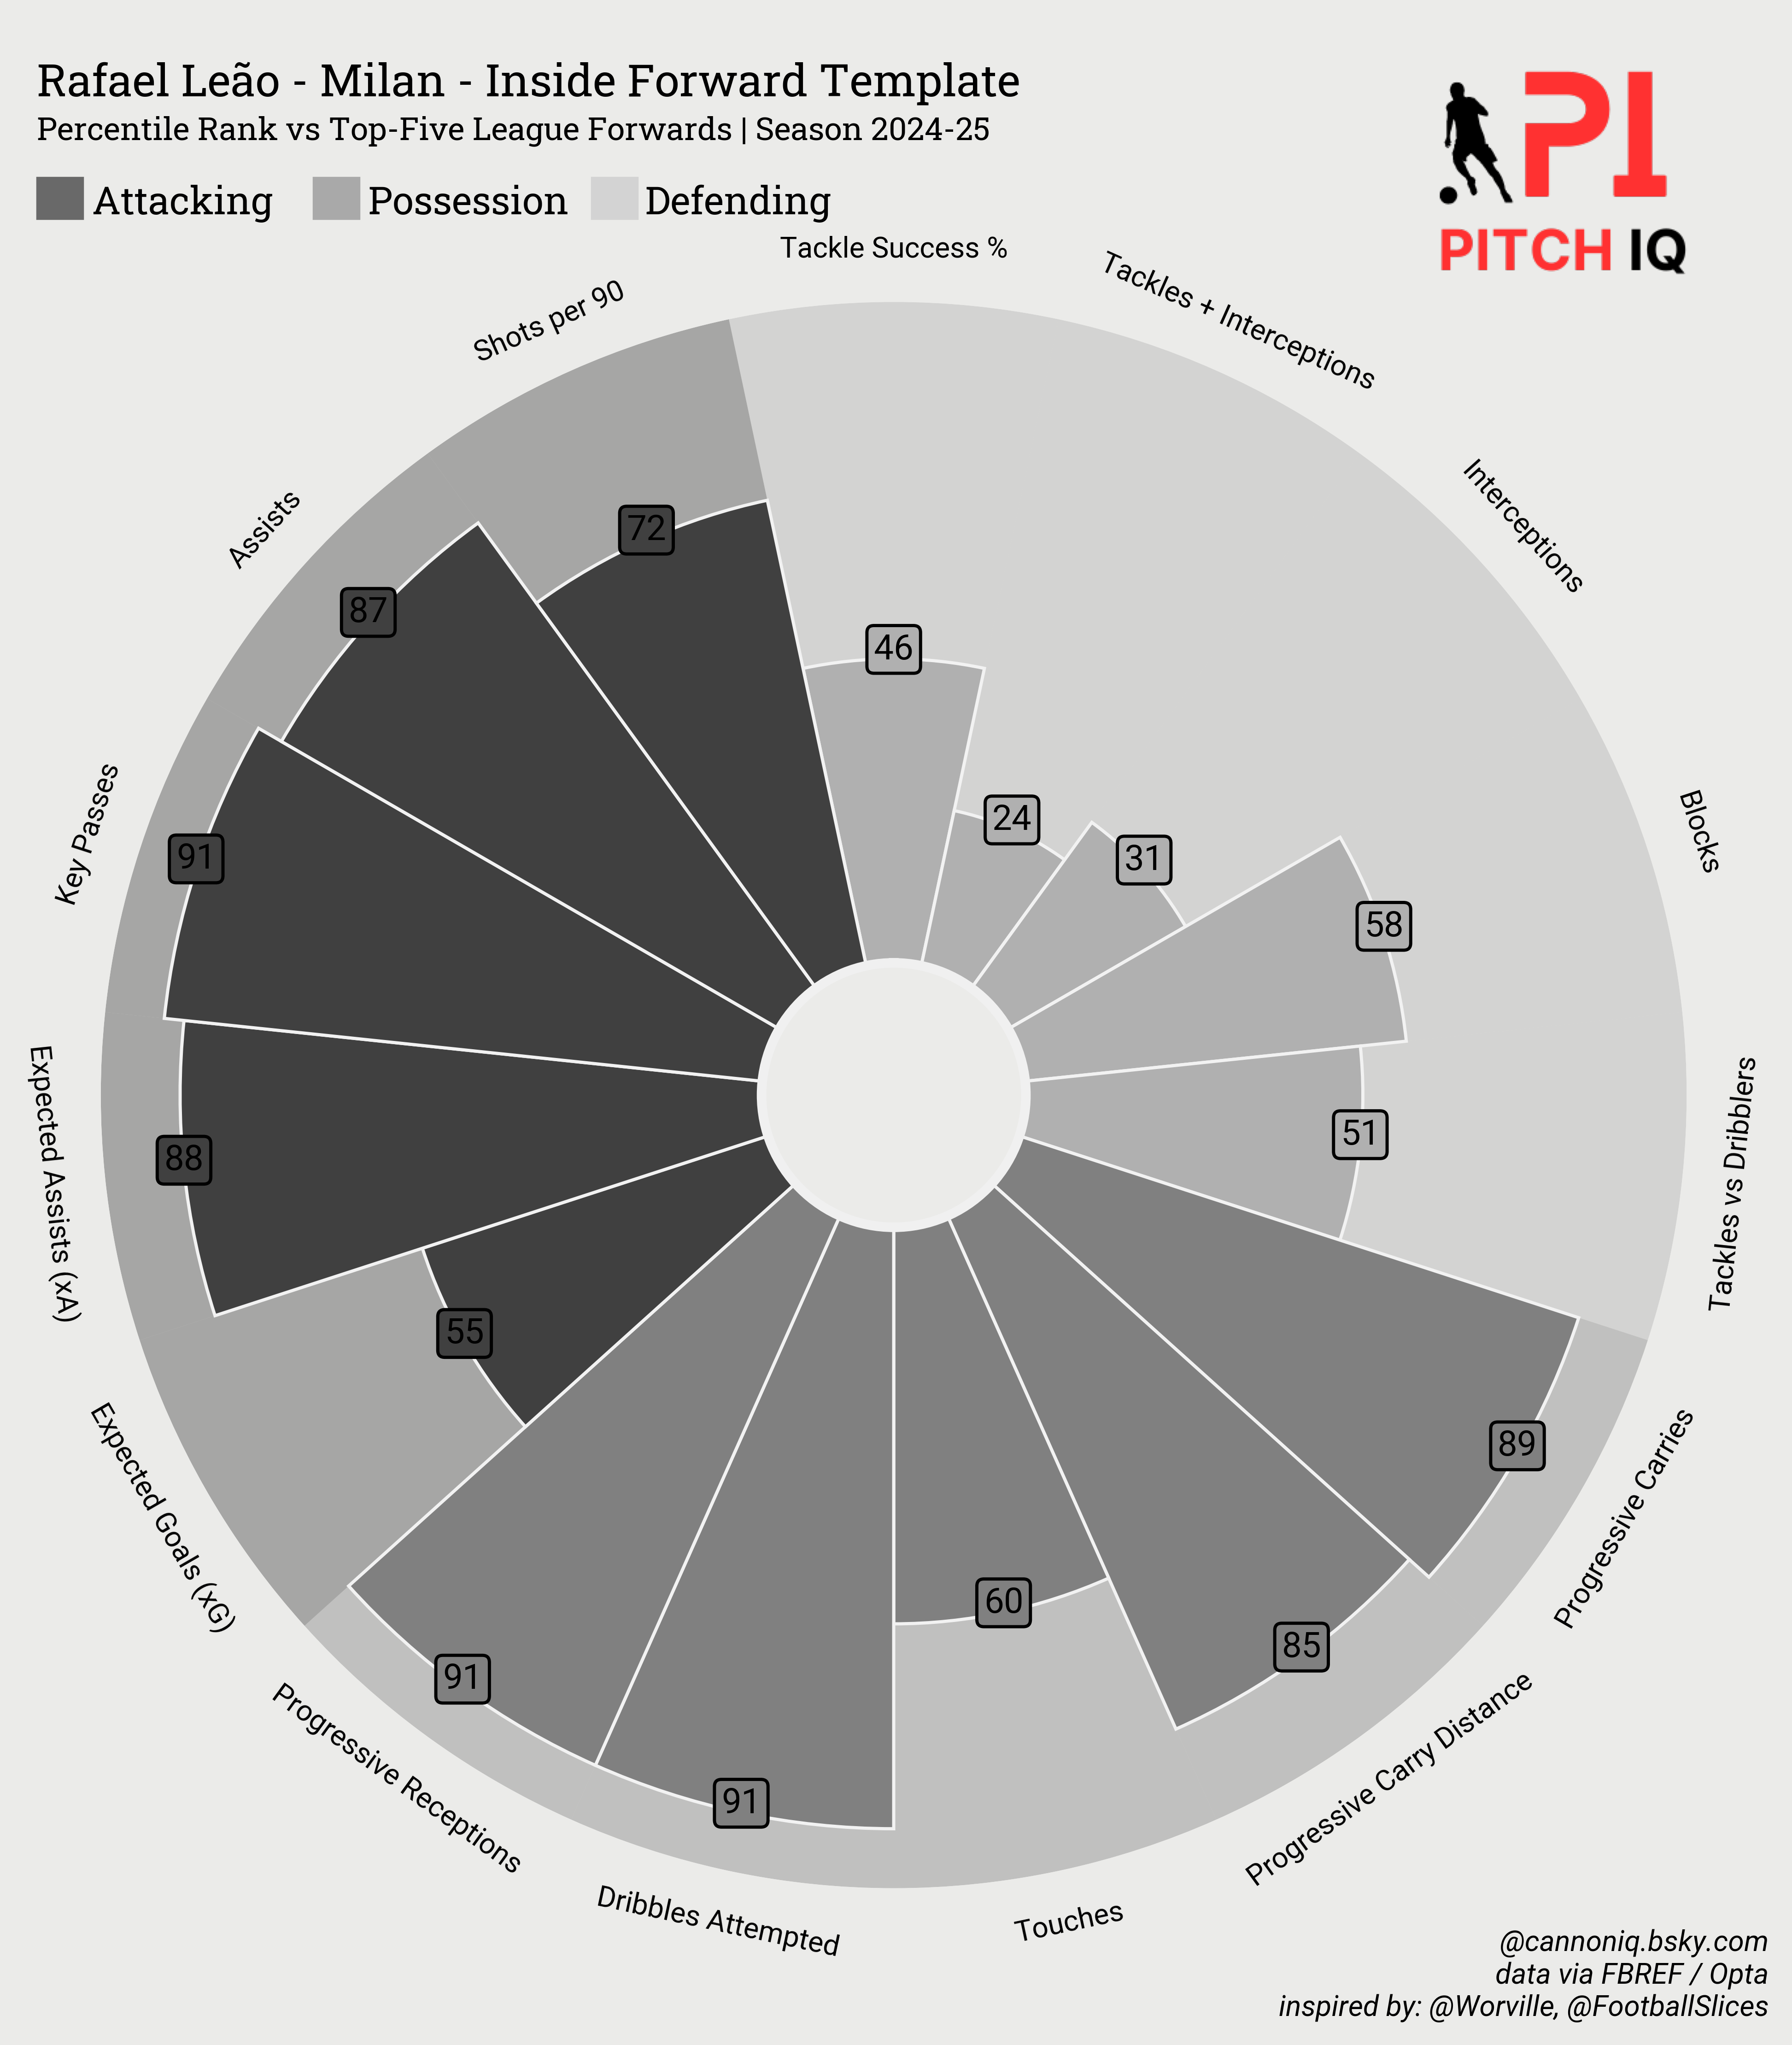 Rafael Leão - Milan - Inside Forward Template
Percentile Rank vs Top-Five League Forwards | Season 2024-25
Attacking Possession Defending
PI
PITCH IQ
Tackle Success %
Tackles + Interceptions
Interceptions
Blocks
Tackles vs Dribblers
Progressive Carries
Progressive Carry Distance
Touches
Dribbles Attempted
Progressive Receptions
Expected Goals (xG)
Expected Assists (xA)
Key Passes
Assists
Shots per 90
46
24
31
58
51
89
85
60
91
91
55
88
91
87
72
@cannoniq.bsky.com
data via FBREF / Opta
inspired by: @Worville, @FootballSlices